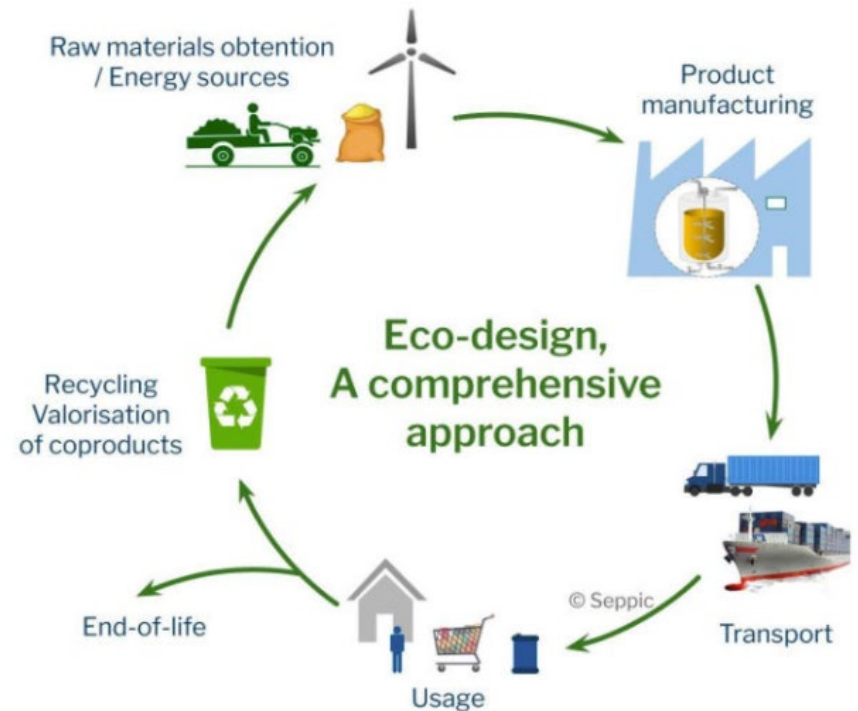 Raw materials obtention
/ Energy sources
Product
manufacturing
Eco-design,
A comprehensive
approach
Recycling
Valorisation
of coproducts
© Seppic
End-of-life
Transport
Usage